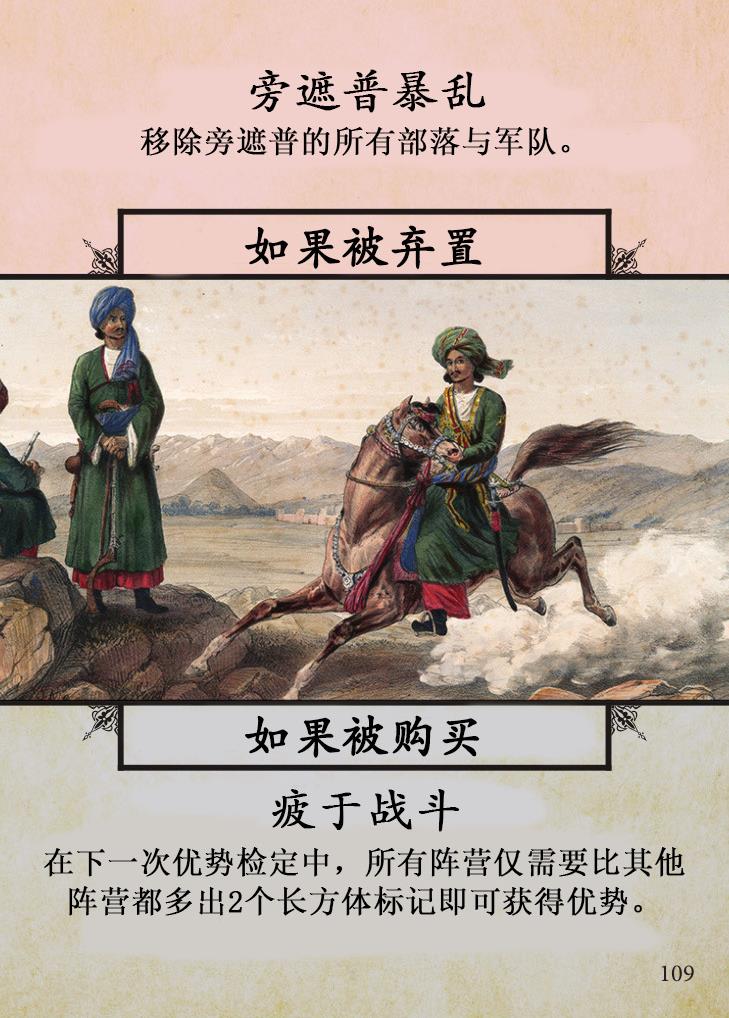 旁遮普暴乱
移除旁遮普的所有部落与军队。
如果被弃置
如果被购买
疲于战斗
在下一次优势检定中，所有阵营仅需要比其他
阵营都多出2个长方体标记即可获得优势。
109